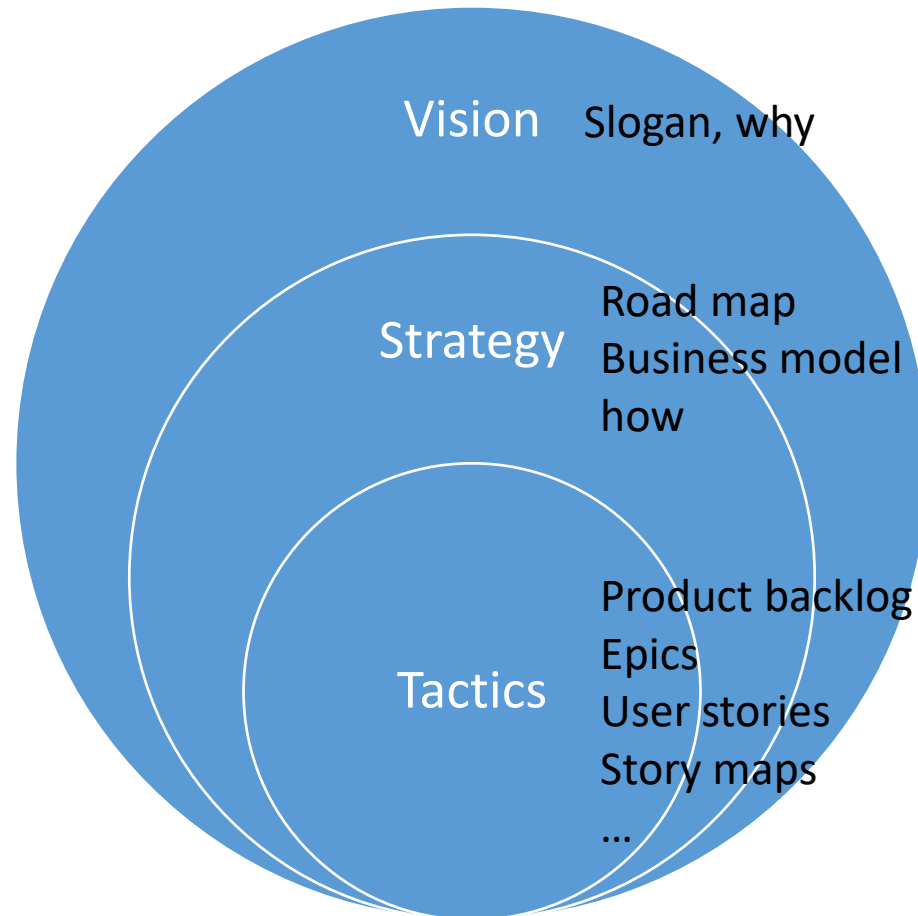 Vision
Slogan, why
Strategy
Road map
Business model
how
Tactics
Product backlog
Epics
User stories
Story maps
...